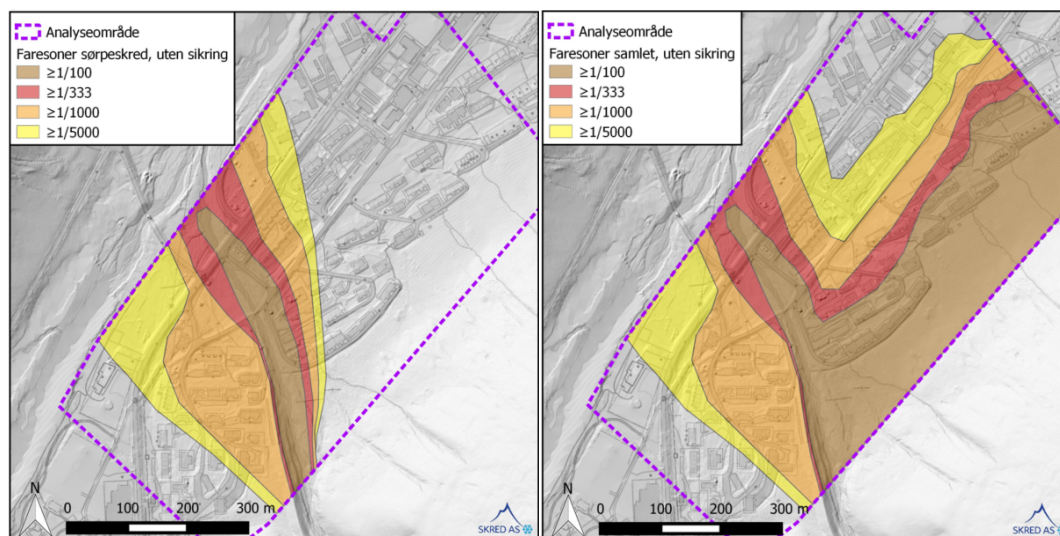 Analyseområde
Faresoner sørpeskred, uten sikring
≥1/100
≥1/333
≥1/1000
≥1/5000
N
0 100 200 300 m
SKRED AS
Analyseområde
Faresoner samlet, uten sikring
≥1/100
≥1/333
≥1/1000
≥1/5000
N
0 100 200 300 m
SKRED AS